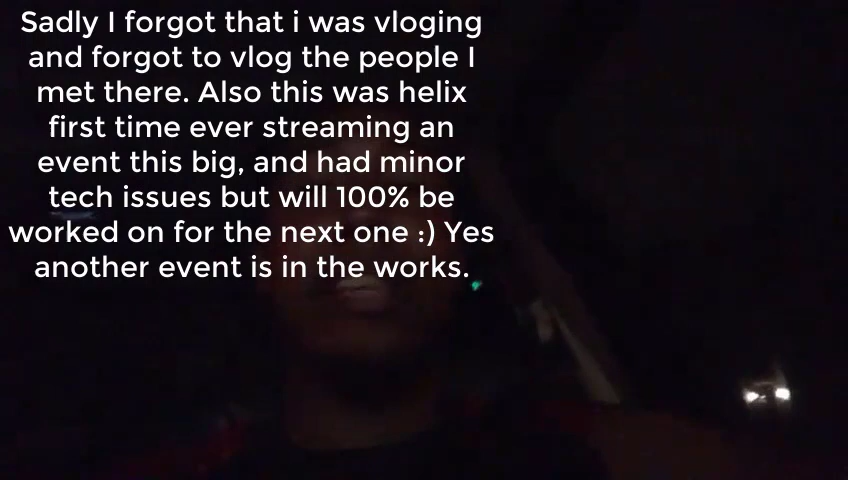 Sadly I forgot that i was vloging
and forgot to vlog the people I
met there. Also this was helix
first time ever streaming an
event this big, and had minor
tech issues but will 100% be
worked on for the next one :) Yes
another event is in the works.